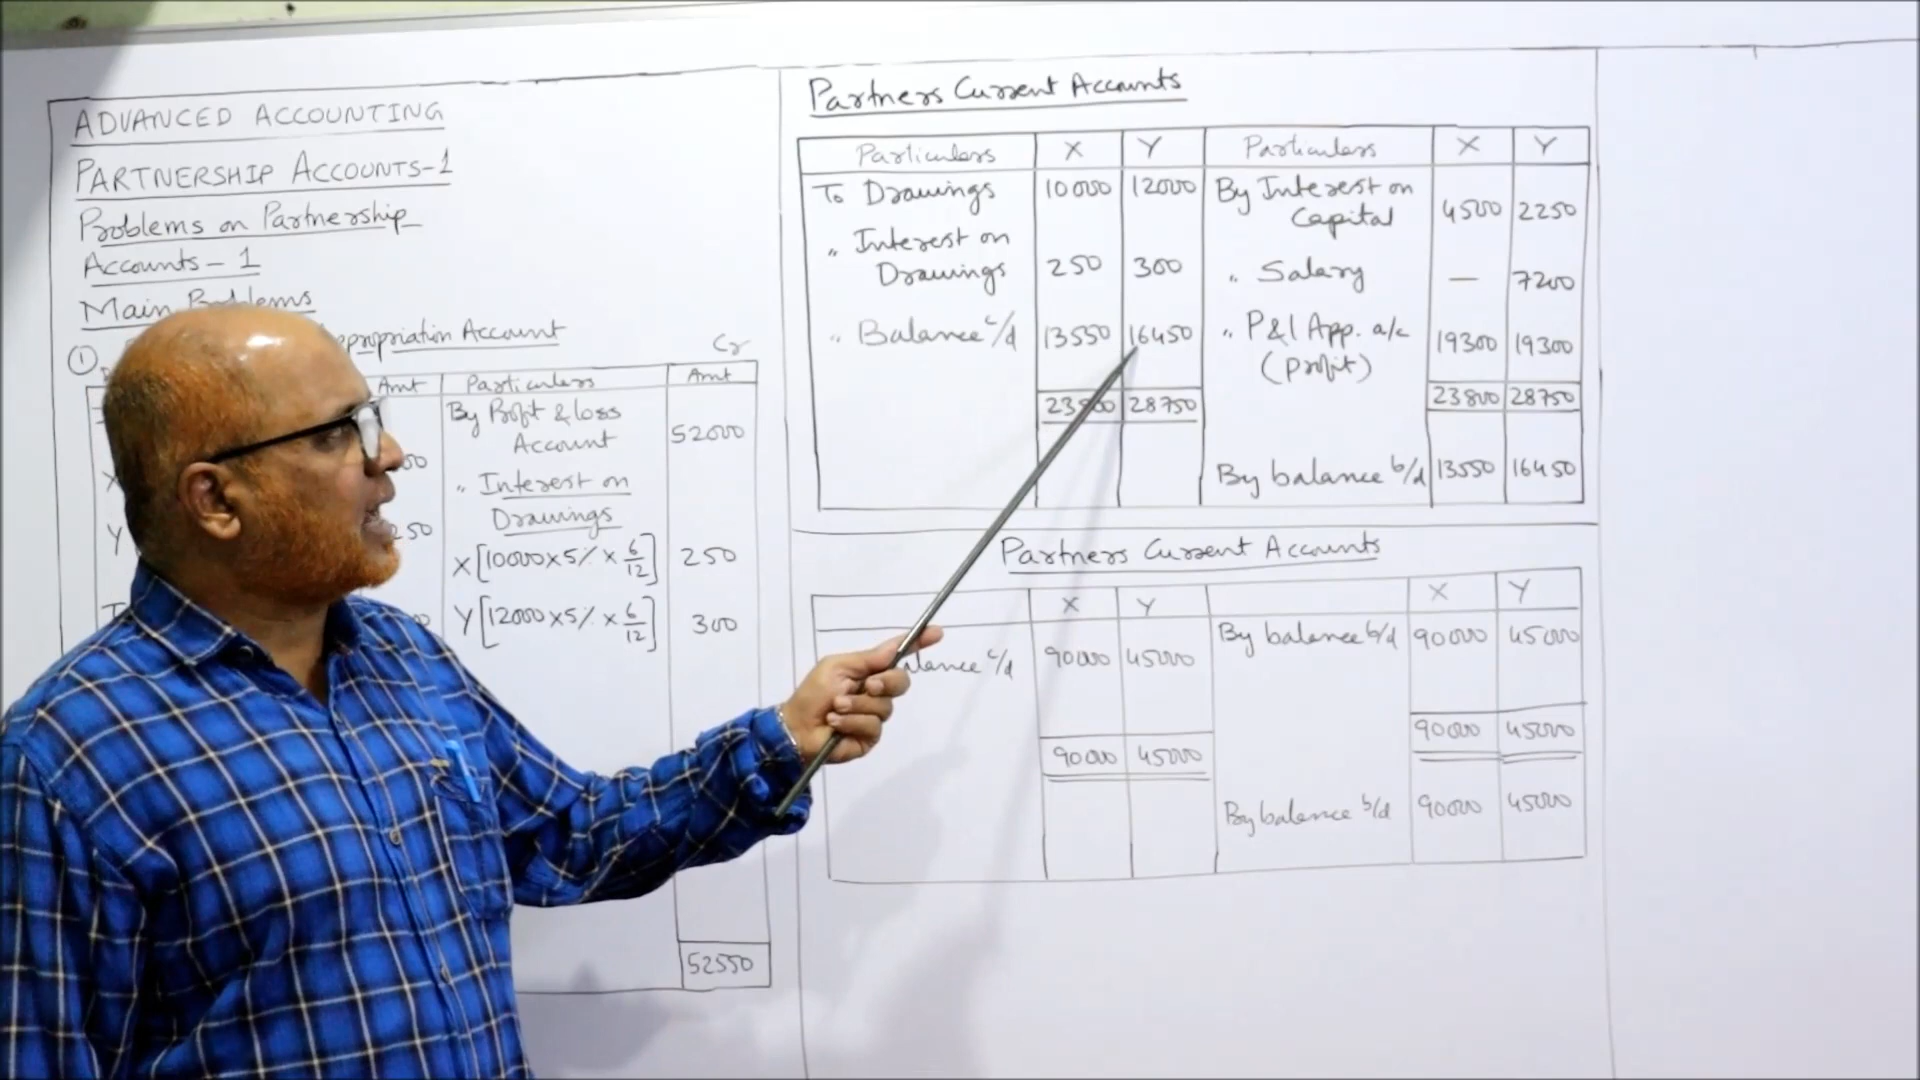 ADVANCED ACCOUNTING
PARTNERSHIP ACCOUNTS-1
Problems on Partnership
Accounts-1
Main Problems
① Appropriation Account
Cr
Amt Particulars Amt
By Profit & loss
Account 52000
" Interest on
Drawings
X [10000×5%×6/12] 250
Y [12000×5%×6/12] 300
52550
X
Y
250
Partners Current Accounts
Particulars X Y Particulars X Y
To Drawings 10000 12000 By Interest on
Capital 4500 2250
" Interest on
Drawings 250 300 " Salary — 7200
" Balance c/d 13550 16450 " P&l App. a/c 19300 19300
(Profit)
23800 28750 23800 28750
By balance b/d 13550 16450
Partners Current Accounts
X Y X Y
By balance b/d 90000 45000
alance c/d 90000 45000
90000 45000
90000 45000
By balance b/d 90000 45000